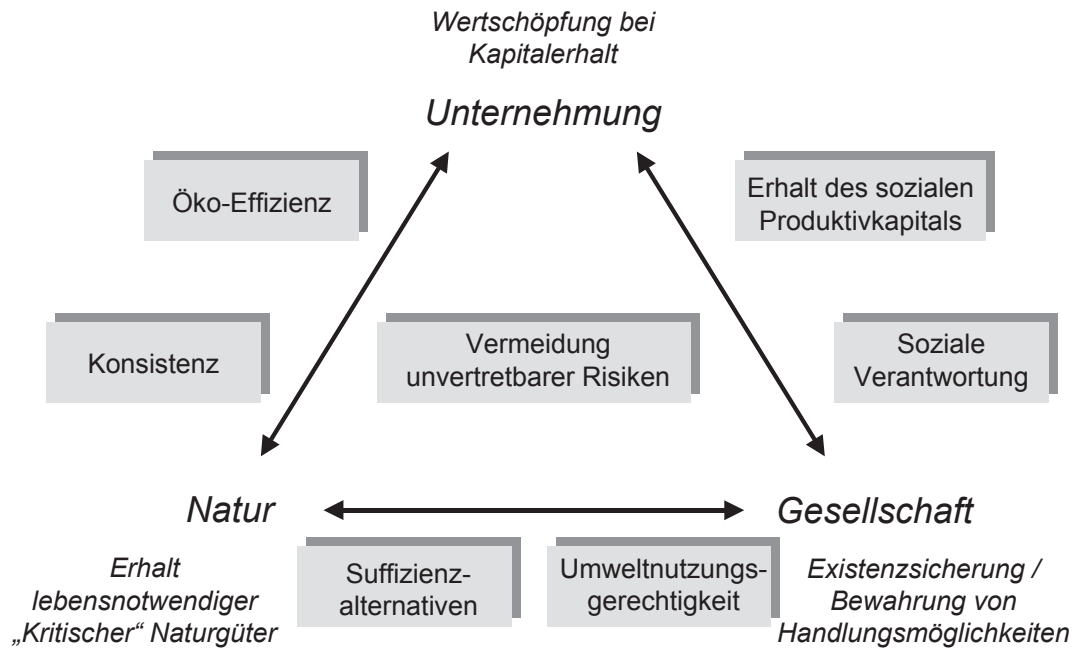 Wertschöpfung bei
Kapitalerhalt
Unternehmung
Öko-Effizienz
Erhalt des sozialen
Produktivkapitals
Konsistenz
Vermeidung
unvertretbarer Risiken
Soziale
Verantwortung
Natur
Gesellschaft
Erhalt
lebensnotwendiger
„Kritischer“ Naturgüter
Suffizienz-
alternativen
Umweltnutzungs-
gerechtigkeit
Existenzsicherung /
Bewahrung von
Handlungsmöglichkeiten